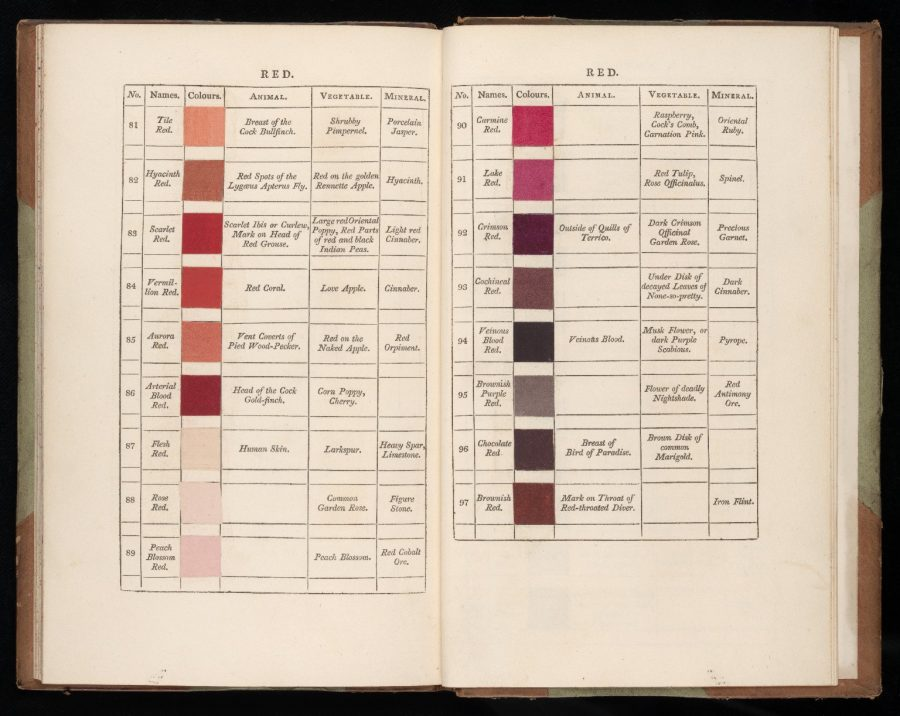 RED.
No. Names. Colours. ANIMAL. VEGETABLE. MINERAL.
81 Tile Red. Breast of the Cock Bullfinch. Shrubby Pimpernel. Porcelain Jasper.
82 Hyacinth Red. Red Spots of the Lygæus Apterus Fly. Red on the golden Rennette Apple. Hyacinth.
83 Scarlet Red. Scarlet Ibis or Curlew, Mark on Head of Red Grouse. Large red Oriental Poppy, Red Parts of red and black Indian Peas. Light red Cinnaber.
84 Vermil- lion Red. Red Coral. Love Apple. Cinnaber.
85 Aurora Red. Vent Coverts of Pied Wood-Pecker. Red on the Naked Apple. Red Orpiment.
86 Arterial Blood Red. Head of the Cock Gold-finch. Corn Poppy, Cherry.
87 Flesh Red. Human Skin. Larkspur. Heavy Spar, Limestone.
88 Rose Red. Common Garden Rose. Figure Stone.
89 Peach Blossom Red. Peach Blossom. Red Cobalt Ore.
RED.
No. Names. Colours. ANIMAL. VEGETABLE. MINERAL.
90 Carmine Red. Raspberry, Cock's Comb, Carnation Pink. Oriental Ruby.
91 Lake Red. Red Tulip, Rose Officinalis. Spinel.
92 Crimson Red. Outside of Quills of Terrico. Dark Crimson Officinal Garden Rose. Precious Garnet.
93 Cochineal Red. Under Disk of decayed Leaves of None-so-pretty. Dark Cinnaber.
94 Veinous Blood Red. Veinous Blood. Musk Flower, or dark Purple Scabious. Pyrope.
95 Brownish Purple Red. Flower of deadly Nightshade. Red Antimony Ore.
96 Chocolate Red. Breast of Bird of Paradise. Brown Disk of common Marigold.
97 Brownish Red. Mark on Throat of Red-throated Diver. Iron Flint.